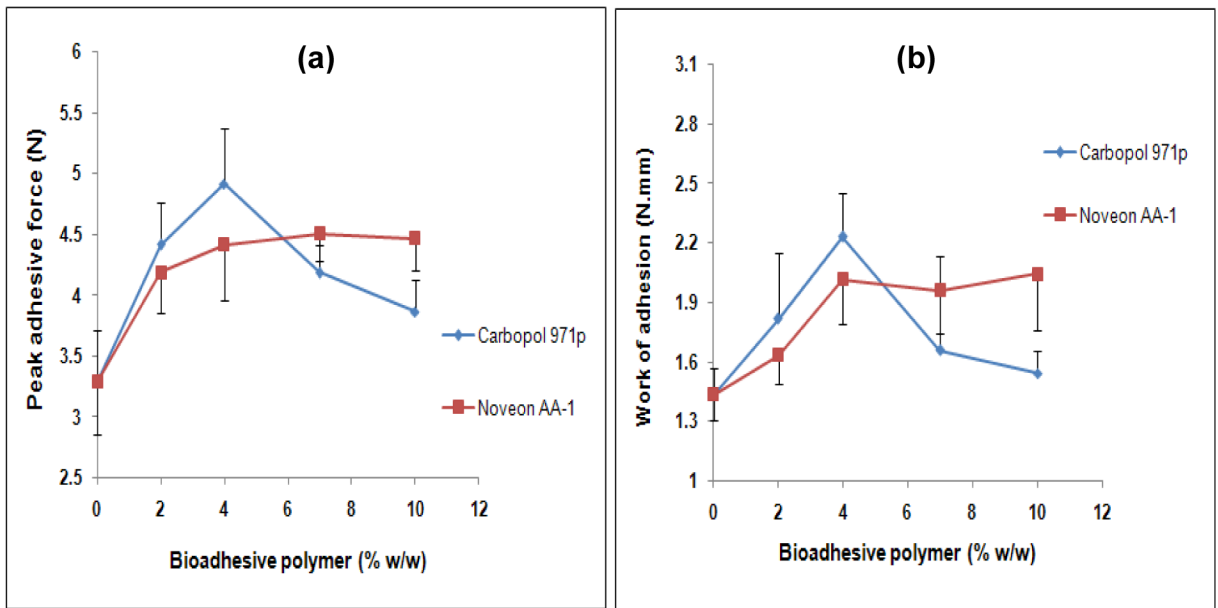 (a)
Peak adhesive force (N)
6
5.5
5
4.5
4
3.5
3
2.5
0 2 4 6 8 10 12
Bioadhesive polymer (% w/w)
Carbopol 971p
Noveon AA-1
(b)
Work of adhesion (N.mm)
3.1
2.8
2.5
2.2
1.9
1.6
1.3
1
0 2 4 6 8 10 12
Bioadhesive polymer (% w/w)
Carbopol 971p
Noveon AA-1